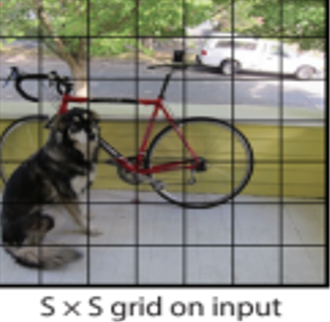 S × S grid on input